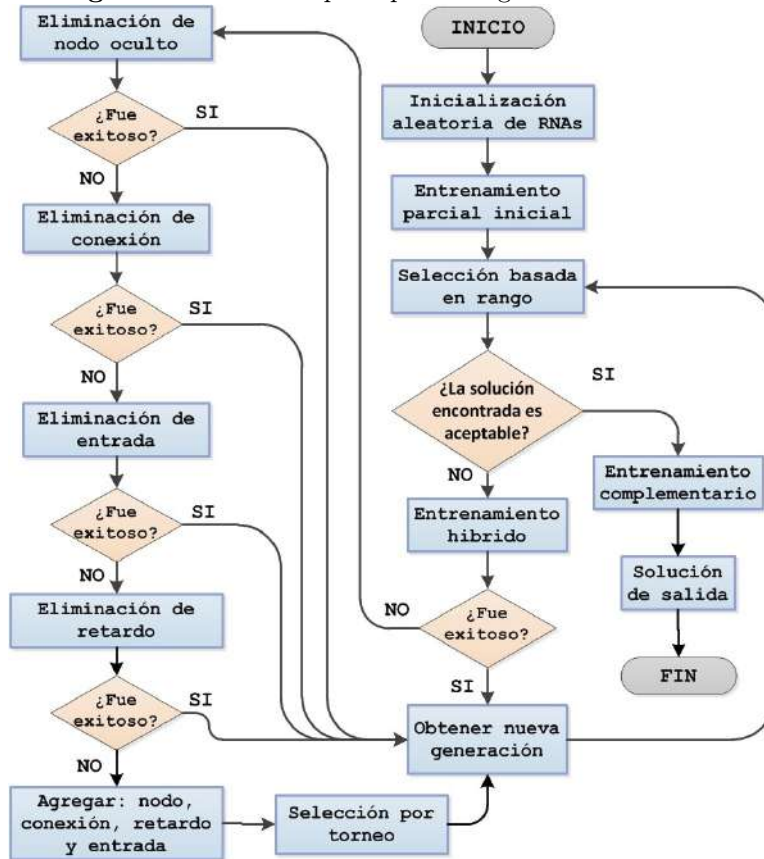 Eliminación de
nodo oculto
¿Fue
exitoso?
SI
NO
Eliminación de
conexión
¿Fue
exitoso?
SI
NO
Eliminación de
entrada
¿Fue
exitoso?
SI
NO
Eliminación de
retardo
¿Fue
exitoso?
SI
NO
Agregar: nodo,
conexión, retardo
y entrada
Selección por
torneo
INICIO
Inicialización
aleatoria de RNAs
Entrenamiento
parcial inicial
Selección basada
en rango
¿La solución
encontrada es
aceptable?
SI
NO
Entrenamiento
hibrido
¿Fue
exitoso?
NO
SI
Obtener nueva
generación
Entrenamiento
complementario
Solución
de salida
FIN